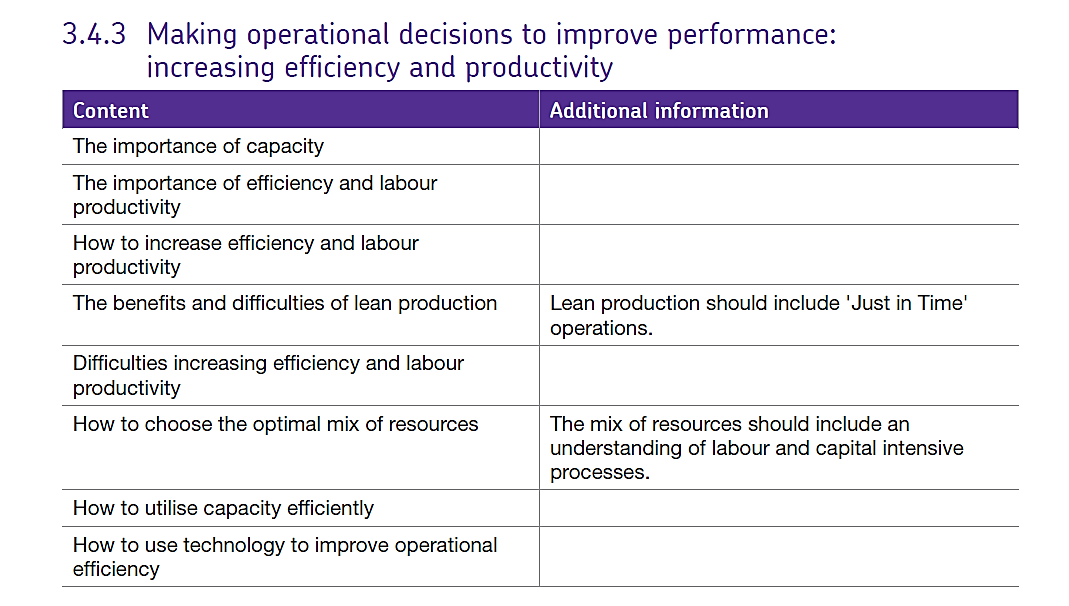 3.4.3 Making operational decisions to improve performance:
increasing efficiency and productivity
Content Additional information
The importance of capacity
The importance of efficiency and labour
productivity
How to increase efficiency and labour
productivity
The benefits and difficulties of lean production Lean production should include 'Just in Time'
operations.
Difficulties increasing efficiency and labour
productivity
How to choose the optimal mix of resources The mix of resources should include an
understanding of labour and capital intensive
processes.
How to utilise capacity efficiently
How to use technology to improve operational
efficiency